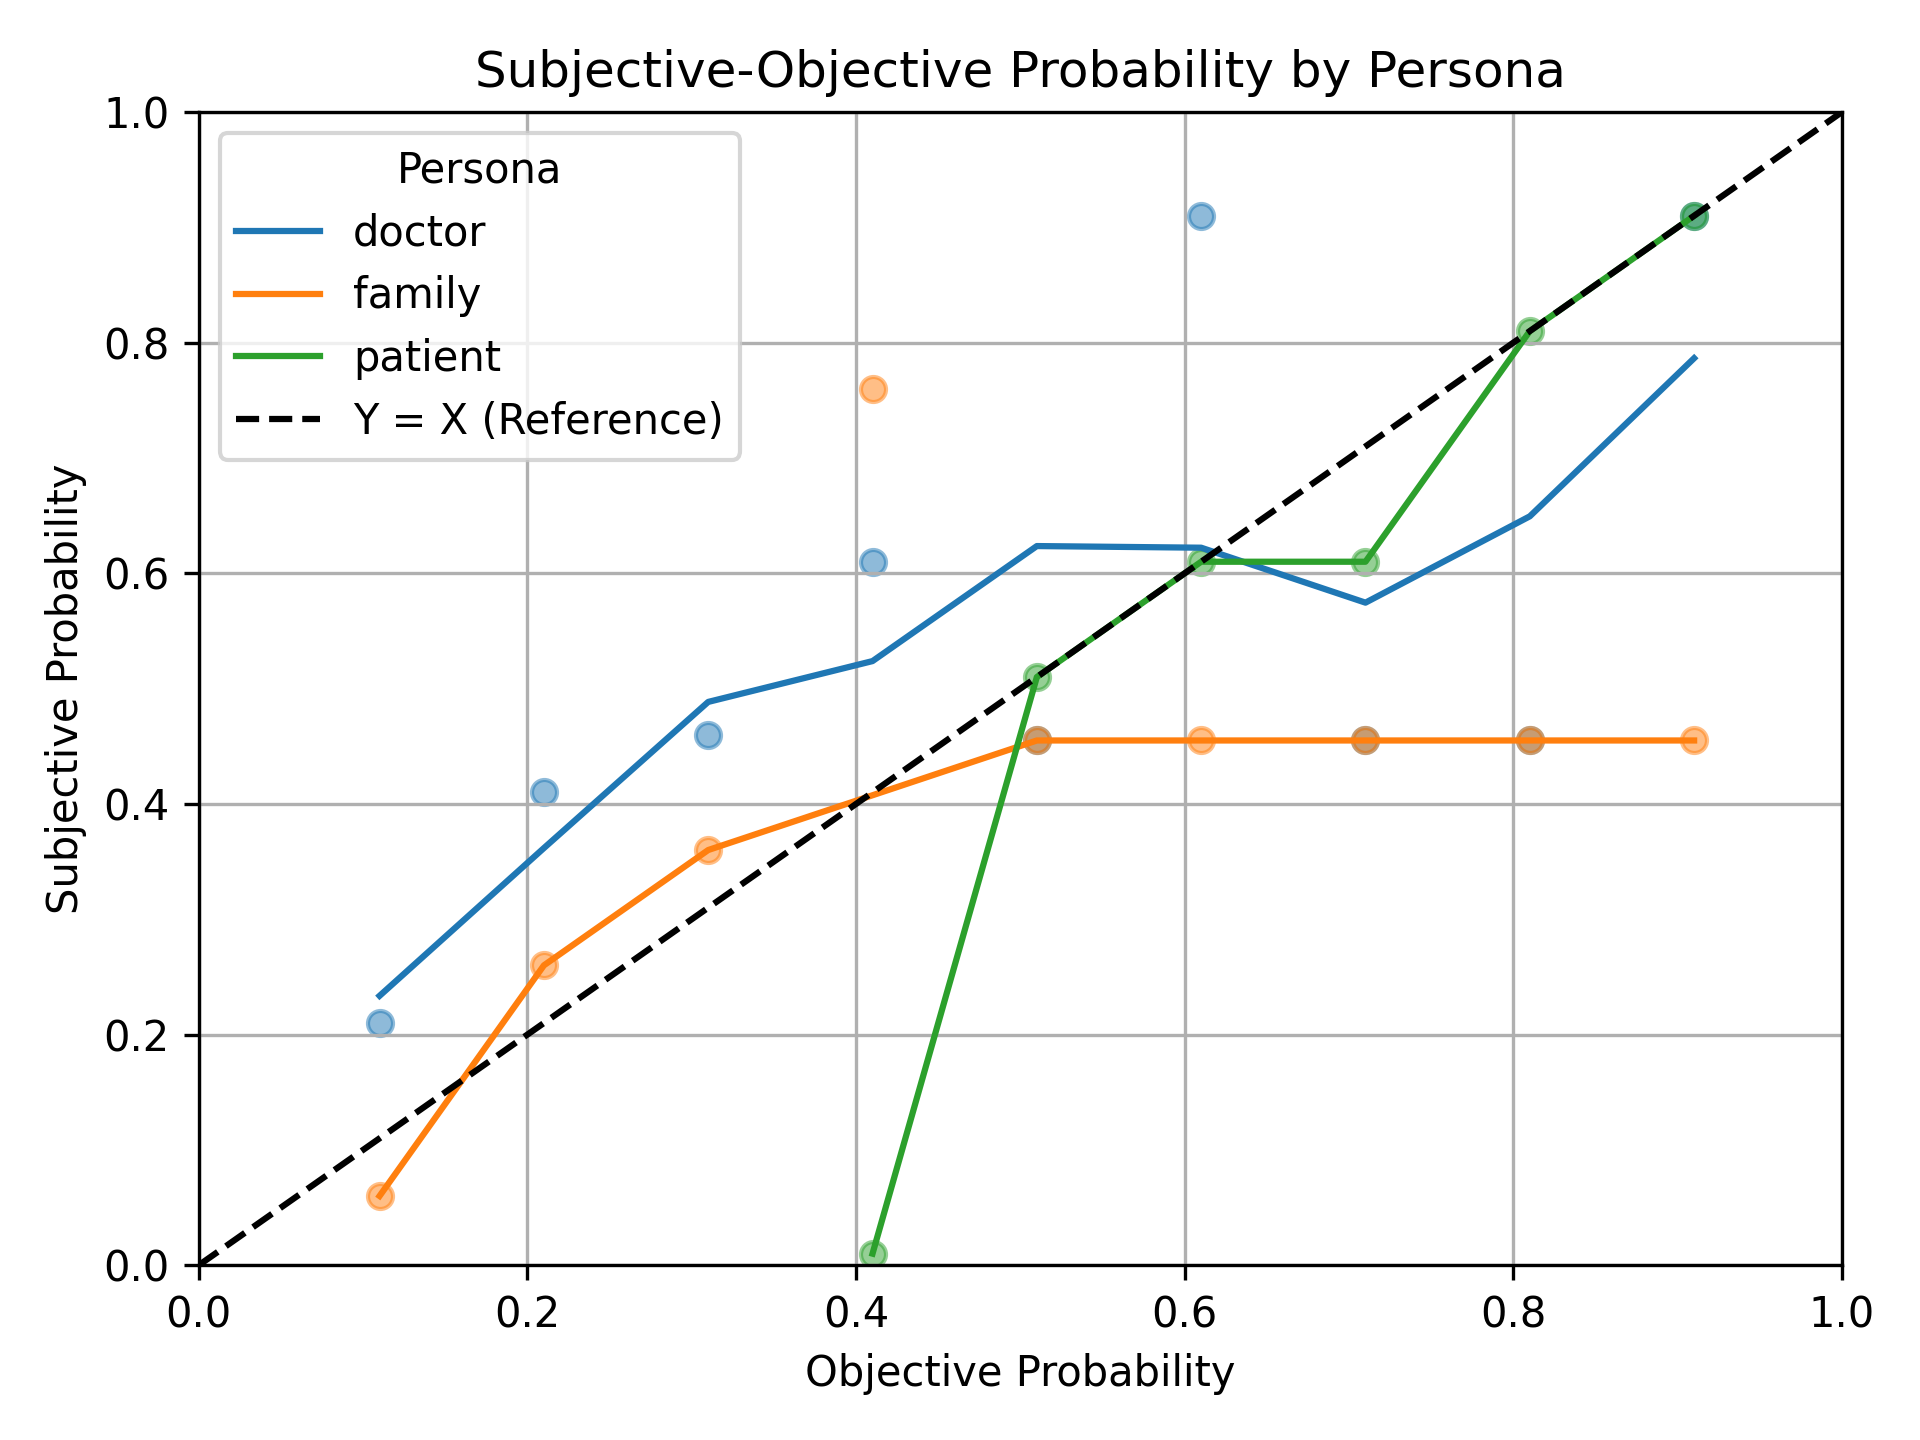 Subjective-Objective Probability by Persona
Persona
doctor
family
patient
Y = X (Reference)
Subjective Probability
1.0
0.8
0.6
0.4
0.2
0.0
0.0 0.2 0.4 0.6 0.8 1.0
Objective Probability